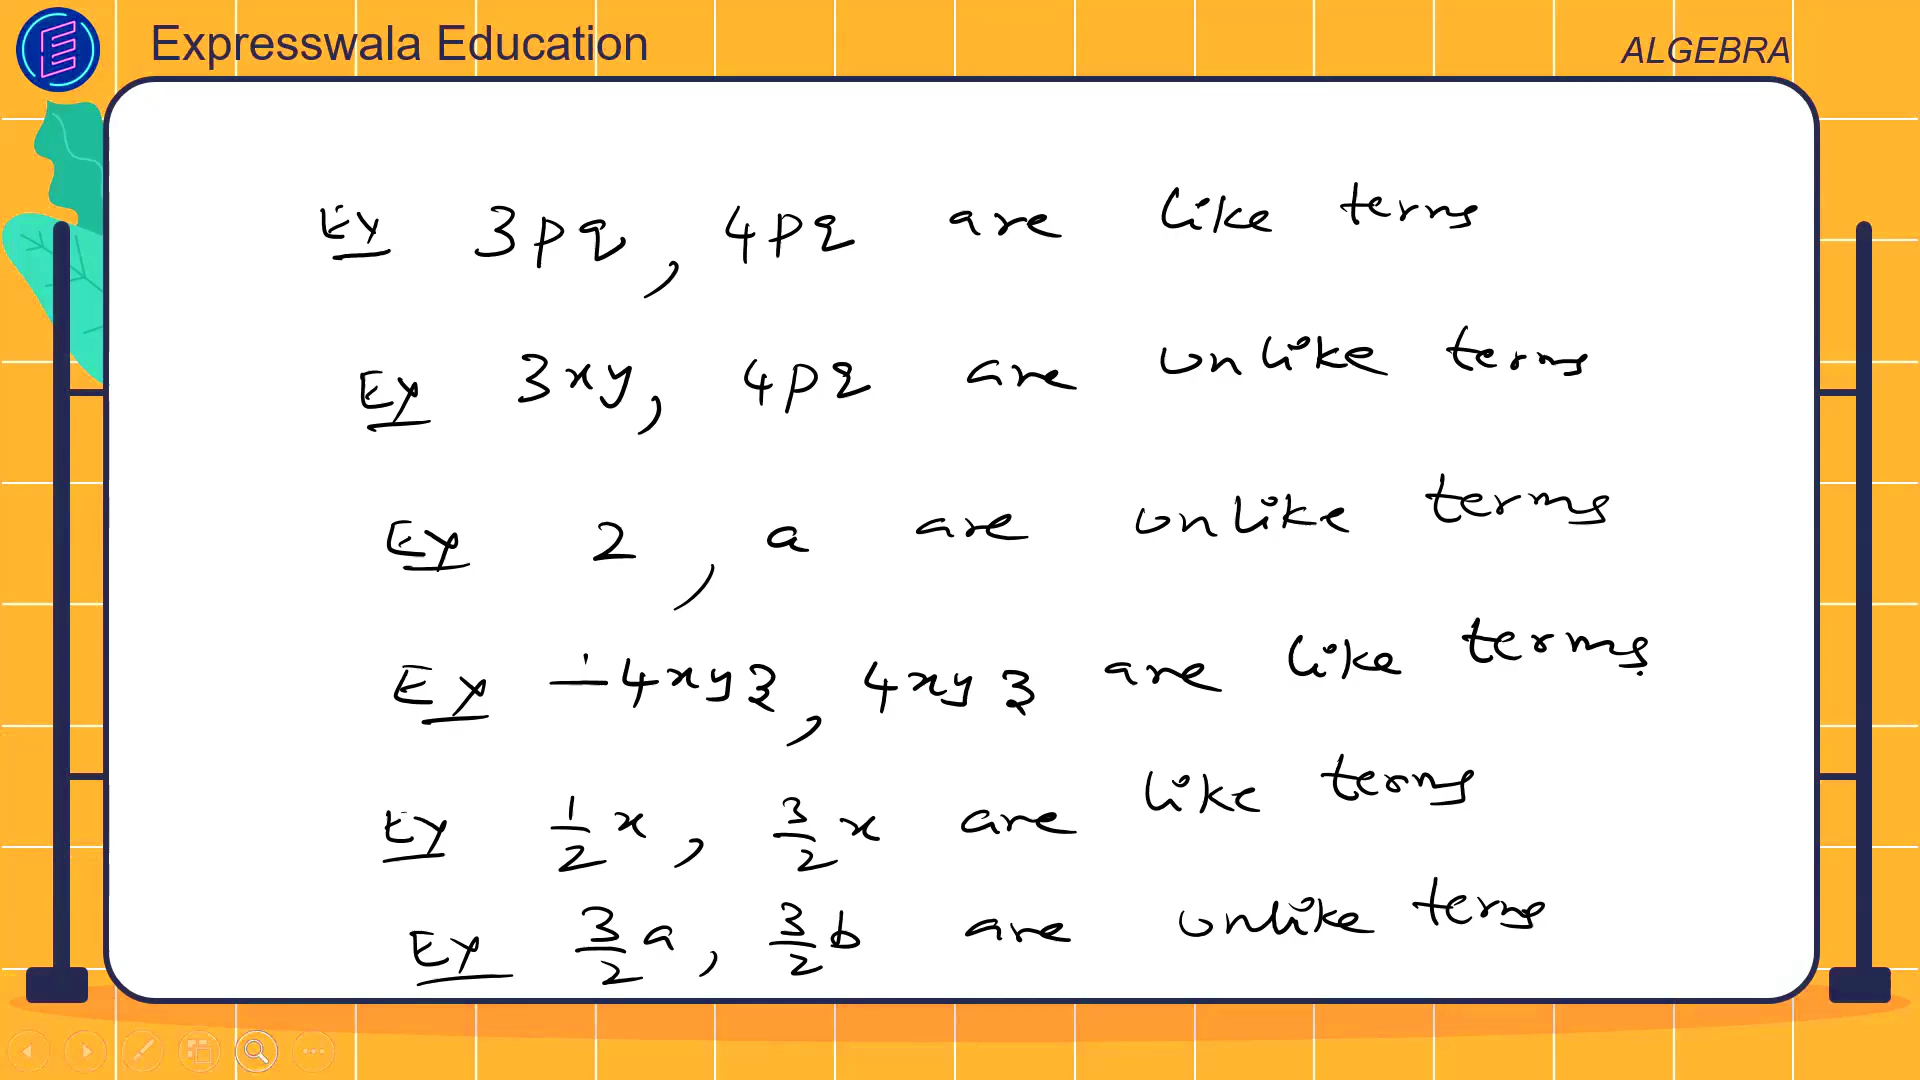 Expresswala Education
ALGEBRA
Ex 3pq, 4pq are like terms
Ex 3xy, 4pq are unlike terms
Ex 2, a are unlike terms
Ex -4xyz, 4xyz are like terms
Ex 1/2 x, 3/2 x are like terms
Ex 3/2 a, 3/2 b are unlike terms